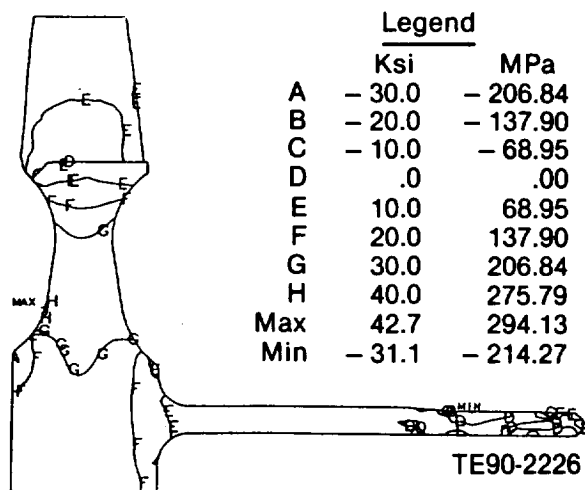 Legend
Ksi MPa
A – 30.0 – 206.84
B – 20.0 – 137.90
C – 10.0 – 68.95
D .0 .00
E 10.0 68.95
F 20.0 137.90
G 30.0 206.84
H 40.0 275.79
Max 42.7 294.13
Min – 31.1 – 214.27
E
E
D
E
E
F
F
G
MAX H
H
G
G
G
G
G
G
F
F
F
F
E
E
MIN
TE90-2226